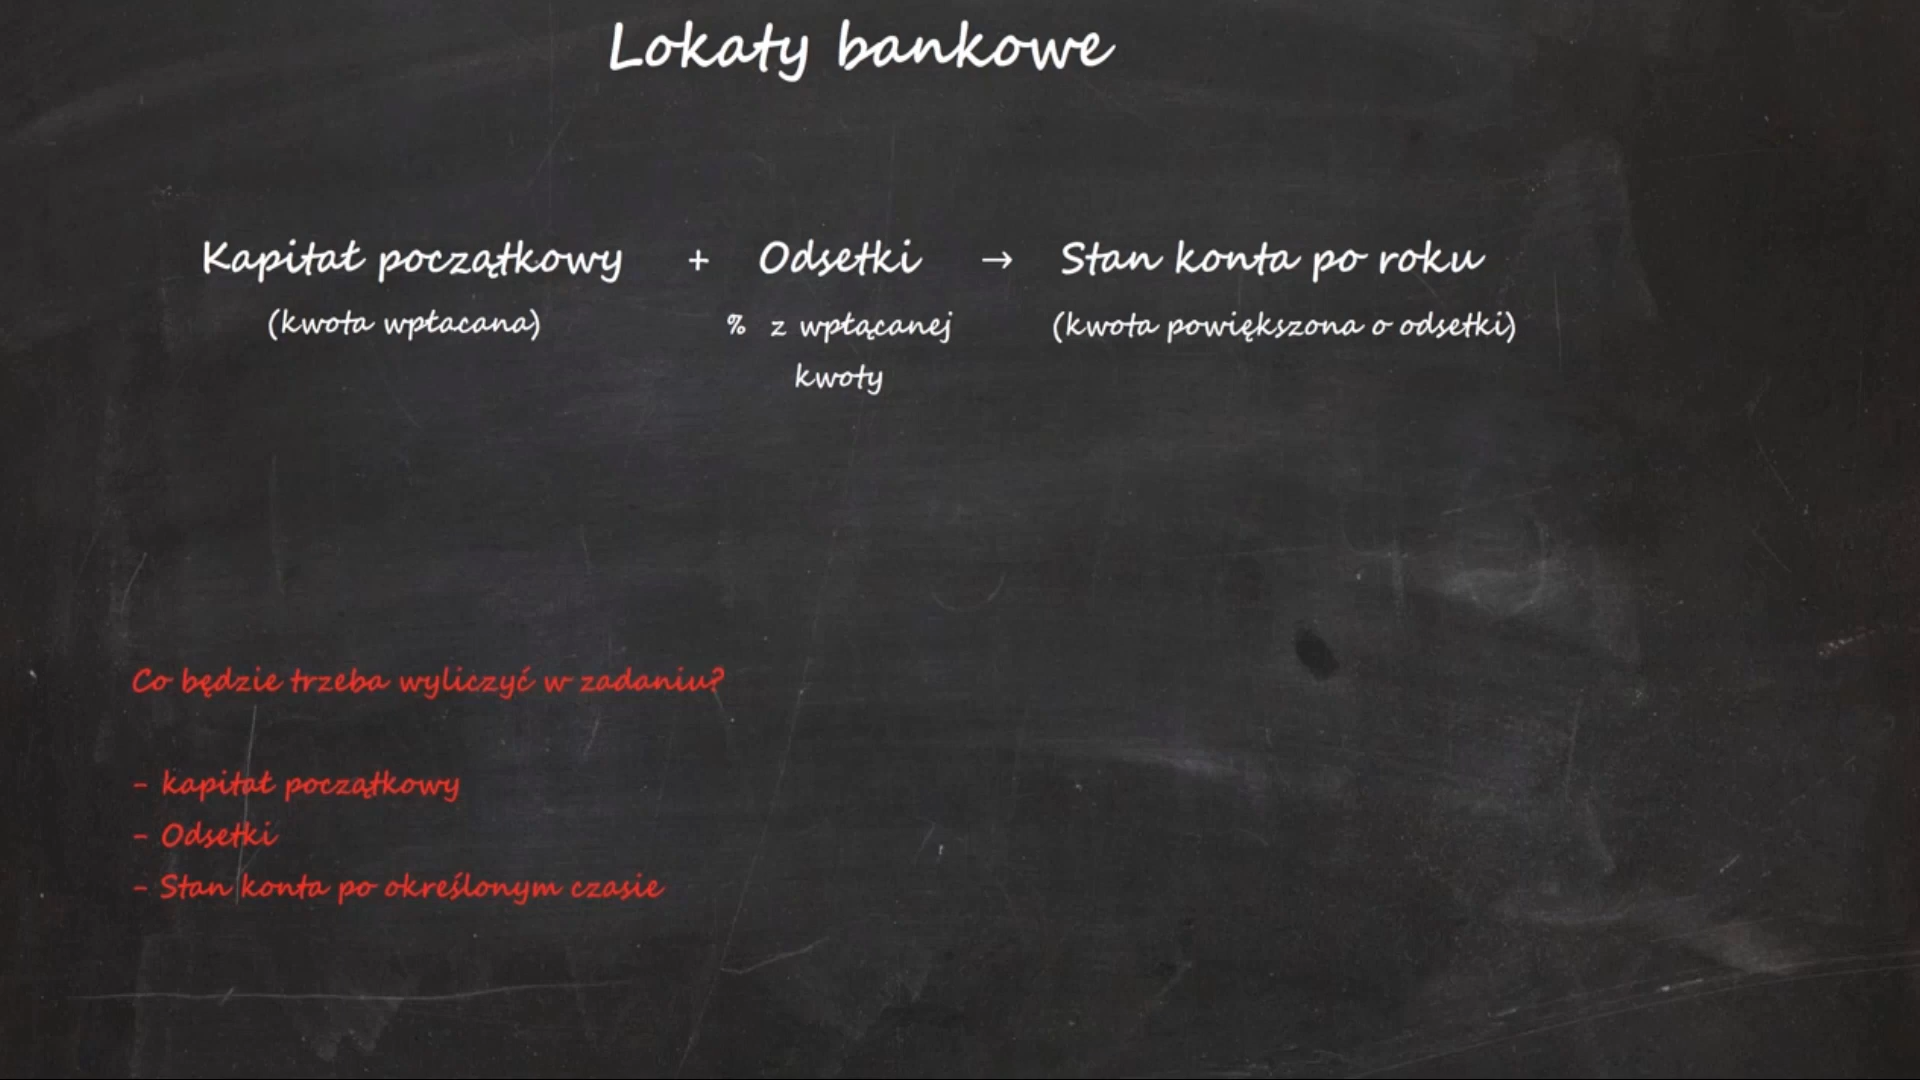 Lokaty bankowe
Kapitał początkowy + Odsetki → Stan konta po roku
(kwota wpłacana) % z wpłącanej (kwota powiększona o odsetki)
kwoty
Co będzie trzeba wyliczyć w zadaniu?
- kapitał początkowy
- Odsetki
- Stan konta po określonym czasie